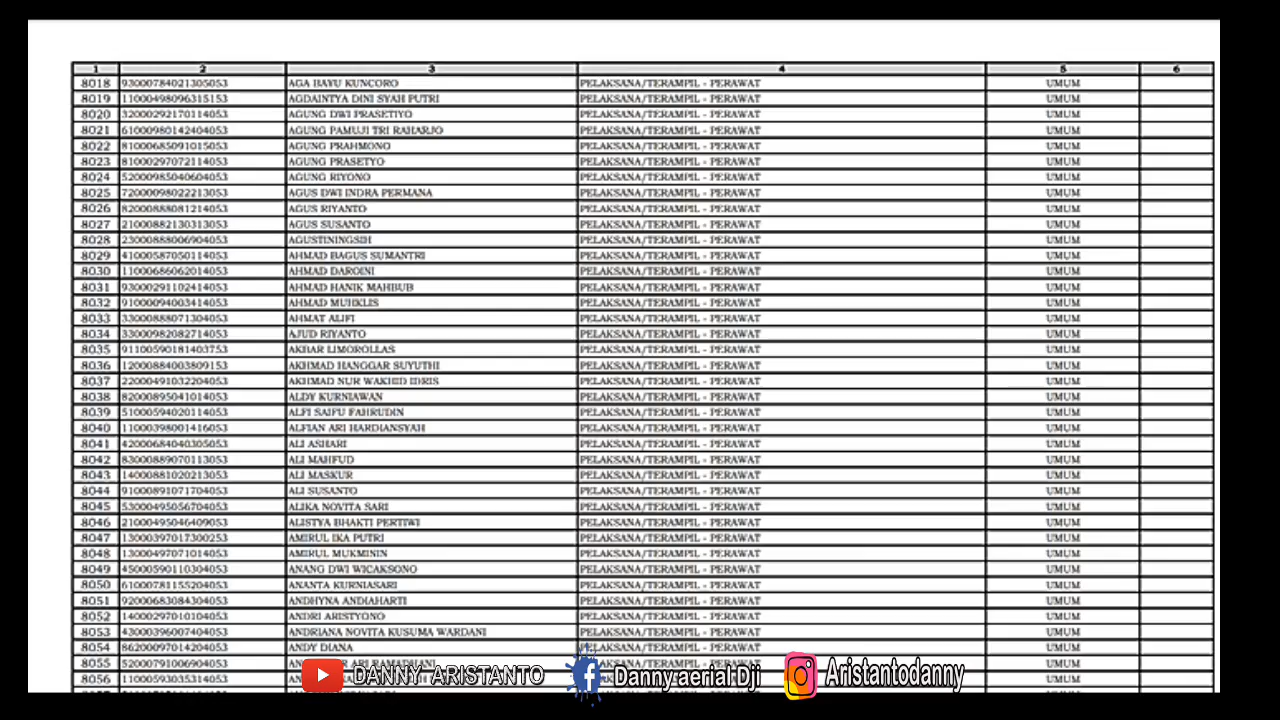 1 2 3 4 5 6
8018 93000784021305053 AGA BAYU KUNCORO PELAKSANA/TERAMPIL - PERAWAT UMUM
8019 11000498096315153 AGDAINTYA DINI SYAH PUTRI PELAKSANA/TERAMPIL - PERAWAT UMUM
8020 32000292170114053 AGUNG DWI PRASETIYO PELAKSANA/TERAMPIL - PERAWAT UMUM
8021 61000980142404053 AGUNG PAMUJI TRI RAHARJO PELAKSANA/TERAMPIL - PERAWAT UMUM
8022 81000685091015053 AGUNG PRAHMONO PELAKSANA/TERAMPIL - PERAWAT UMUM
8023 81000297072114053 AGUNG PRASETYO PELAKSANA/TERAMPIL - PERAWAT UMUM
8024 52000985040604053 AGUNG RIYONO PELAKSANA/TERAMPIL - PERAWAT UMUM
8025 72000098022213053 AGUS DWI INDRA PERMANA PELAKSANA/TERAMPIL - PERAWAT UMUM
8026 82000888081214053 AGUS RIYANTO PELAKSANA/TERAMPIL - PERAWAT UMUM
8027 21000882130313053 AGUS SUSANTO PELAKSANA/TERAMPIL - PERAWAT UMUM
8028 23000888006904053 AGUSTININGSIH PELAKSANA/TERAMPIL - PERAWAT UMUM
8029 41000587050114053 AHMAD BAGUS SUMANTRI PELAKSANA/TERAMPIL - PERAWAT UMUM
8030 11000686062014053 AHMAD DAROINI PELAKSANA/TERAMPIL - PERAWAT UMUM
8031 93000291102414053 AHMAD HANIK MAHBUB PELAKSANA/TERAMPIL - PERAWAT UMUM
8032 91000094003414053 AHMAD MUHKLIS PELAKSANA/TERAMPIL - PERAWAT UMUM
8033 33000888071304053 AHMAT ALIFI PELAKSANA/TERAMPIL - PERAWAT UMUM
8034 33000982082714053 AJUD RIYANTO PELAKSANA/TERAMPIL - PERAWAT UMUM
8035 91100590181403753 AKBAR LIMOROLLAS PELAKSANA/TERAMPIL - PERAWAT UMUM
8036 12000884003809153 AKHMAD HANGGAR SUYUTHI PELAKSANA/TERAMPIL - PERAWAT UMUM
8037 22000491032204053 AKHMAD NUR WAKHID IDRIS PELAKSANA/TERAMPIL - PERAWAT UMUM
8038 82000895041014053 ALDY KURNIAWAN PELAKSANA/TERAMPIL - PERAWAT UMUM
8039 51000594020114053 ALFI SAIFU FAHRUDIN PELAKSANA/TERAMPIL - PERAWAT UMUM
8040 11000398001416053 ALFIAN ARI HARDIANSYAH PELAKSANA/TERAMPIL - PERAWAT UMUM
8041 42000684040305053 ALI ASHARI PELAKSANA/TERAMPIL - PERAWAT UMUM
8042 83000889070113053 ALI MAHFUD PELAKSANA/TERAMPIL - PERAWAT UMUM
8043 14000881020213053 ALI MASKUR PELAKSANA/TERAMPIL - PERAWAT UMUM
8044 91000891071704053 ALI SUSANTO PELAKSANA/TERAMPIL - PERAWAT UMUM
8045 53000495056704053 ALIKA NOVITA SARI PELAKSANA/TERAMPIL - PERAWAT UMUM
8046 21000495046409053 ALISTYA BHAKTI PERTIWI PELAKSANA/TERAMPIL - PERAWAT UMUM
8047 13000397017300253 AMIRUL IKA PUTRI PELAKSANA/TERAMPIL - PERAWAT UMUM
8048 13000497071014053 AMIRUL MUKMININ PELAKSANA/TERAMPIL - PERAWAT UMUM
8049 45000590110304053 ANANG DWI WICAKSONO PELAKSANA/TERAMPIL - PERAWAT UMUM
8050 61000781155204053 ANANTA KURNIASARI PELAKSANA/TERAMPIL - PERAWAT UMUM
8051 92000683084304053 ANDHYNA ANDIAHARTI PELAKSANA/TERAMPIL - PERAWAT UMUM
8052 14000297010104053 ANDRI ARISTYONO PELAKSANA/TERAMPIL - PERAWAT UMUM
8053 43000396007404053 ANDRIANA NOVITA KUSUMA WARDANI PELAKSANA/TERAMPIL - PERAWAT UMUM
8054 86200097014204053 ANDY DIANA PELAKSANA/TERAMPIL - PERAWAT UMUM
8055 52000791006904053 UMUM
8056 11000593035314053 UMUM
DANNY ARISTANTO Danny aerial Dji Aristantodanny